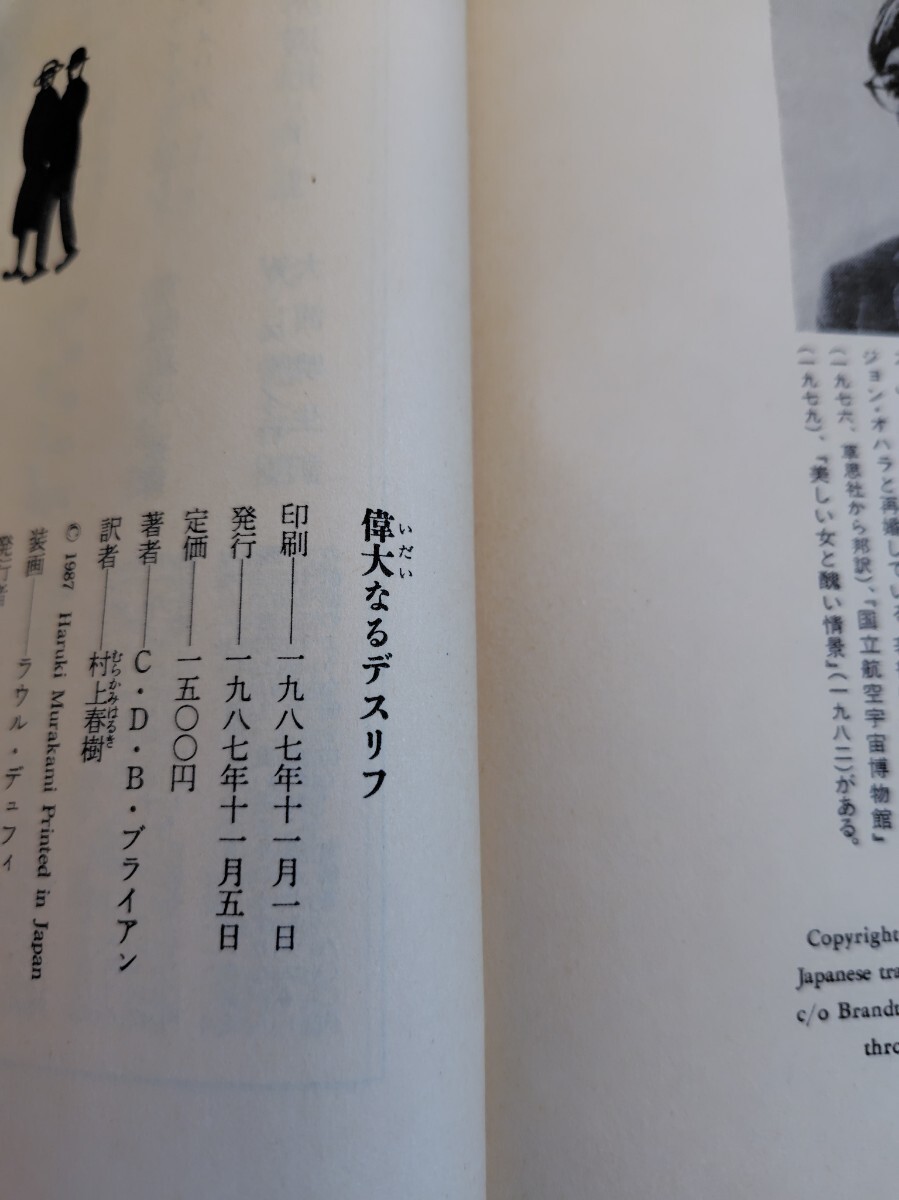 ジョン・オハラと再婚している。
(一九七六、草思社から邦訳)、『国立航空宇宙博物館』
(一九七九)、『美しい女と醜い情景』(一九八二)がある。
Copyright
Japanese
c/o Brandt
偉大なるデスリフ
いだい
印刷――一九八七年十一月一日
発行――一九八七年十一月五日
定価――一五〇〇円
著者――C・D・B・ブライアン
訳者――村上春樹
むらかみはるき
© 1987 Haruki Murakami Printed in Japan
装画――ラウル・デュフィ
発行者